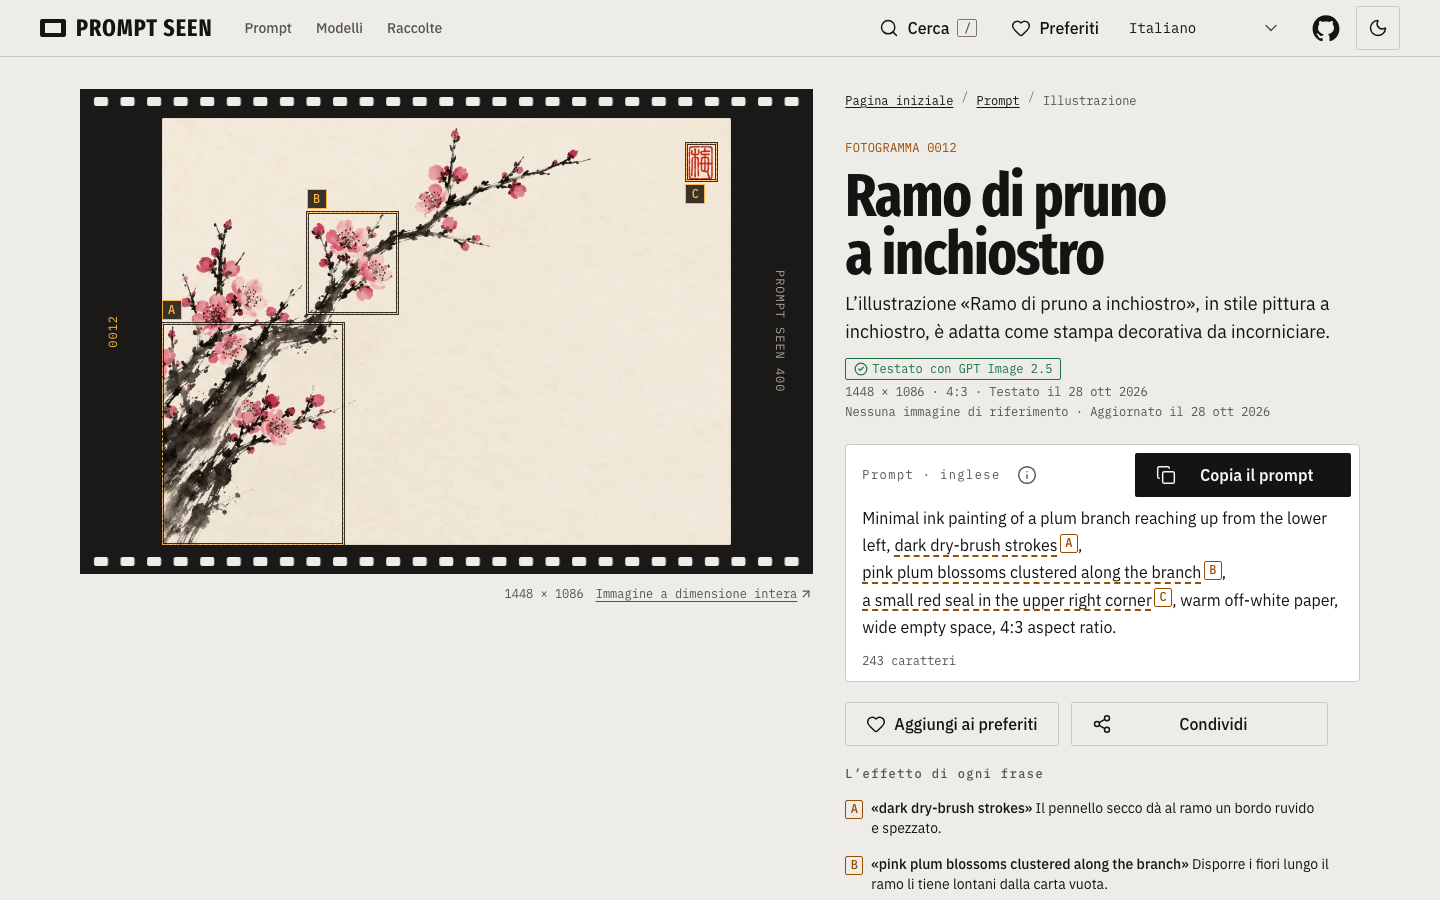 PROMPT SEEN
Prompt
Modelli
Raccolte
Cerca /
Preferiti
Italiano
0012
A
B
梅
C
PROMPT SEEN 400
1448 × 1086
Immagine a dimensione intera
Pagina iniziale / Prompt / Illustrazione
FOTOGRAMMA 0012
Ramo di pruno
a inchiostro
L’illustrazione «Ramo di pruno a inchiostro», in stile pittura a
inchiostro, è adatta come stampa decorativa da incorniciare.
Testato con GPT Image 2.5
1448 × 1086 · 4:3 · Testato il 28 ott 2026
Nessuna immagine di riferimento · Aggiornato il 28 ott 2026
Prompt · inglese
Copia il prompt
Minimal ink painting of a plum branch reaching up from the lower
left, dark dry-brush strokes A,
pink plum blossoms clustered along the branch B,
a small red seal in the upper right corner C, warm off-white paper,
wide empty space, 4:3 aspect ratio.
243 caratteri
Aggiungi ai preferiti
Condividi
L’effetto di ogni frase
A «dark dry-brush strokes» Il pennello secco dà al ramo un bordo ruvido
e spezzato.
B «pink plum blossoms clustered along the branch» Disporre i fiori lungo il
ramo li tiene lontani dalla carta vuota.